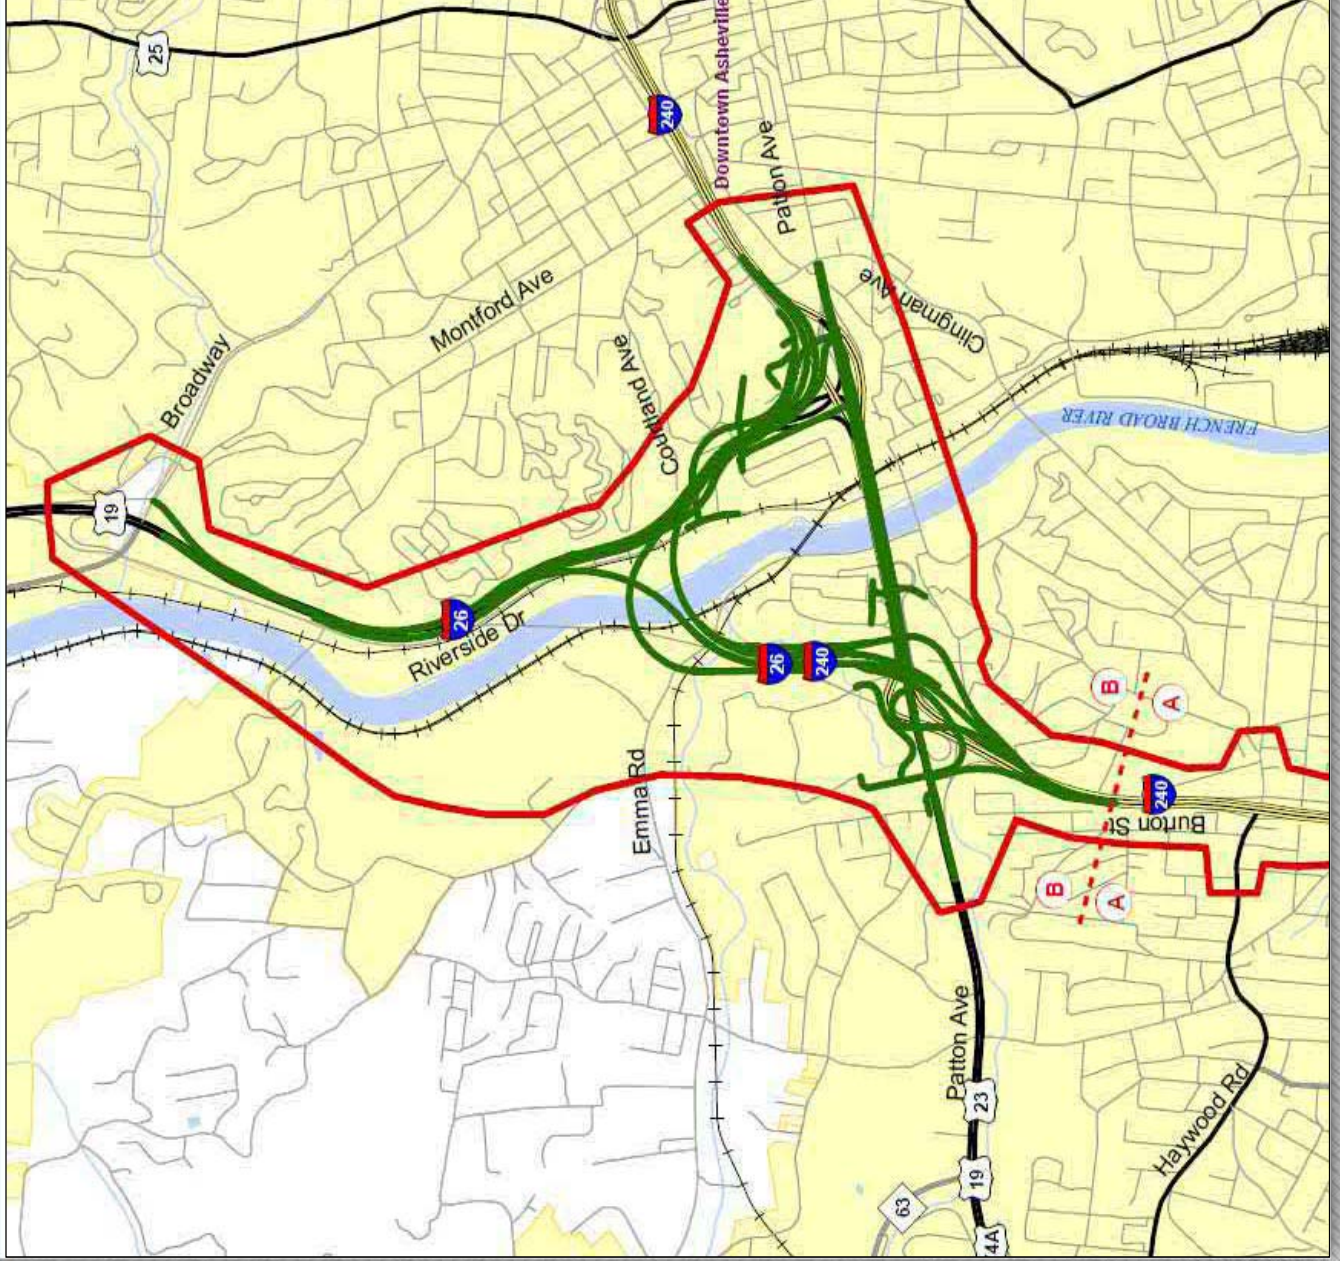 25
240
Downtown Asheville
Patton Ave
Montford Ave
Broadway
Courtland Ave
Clingman Ave
19
26
Riverside Dr
FRENCH BROAD RIVER
26
240
Emma Rd
B
A
240
Burton St
B
A
Patton Ave
23
19
63
4A
Haywood Rd